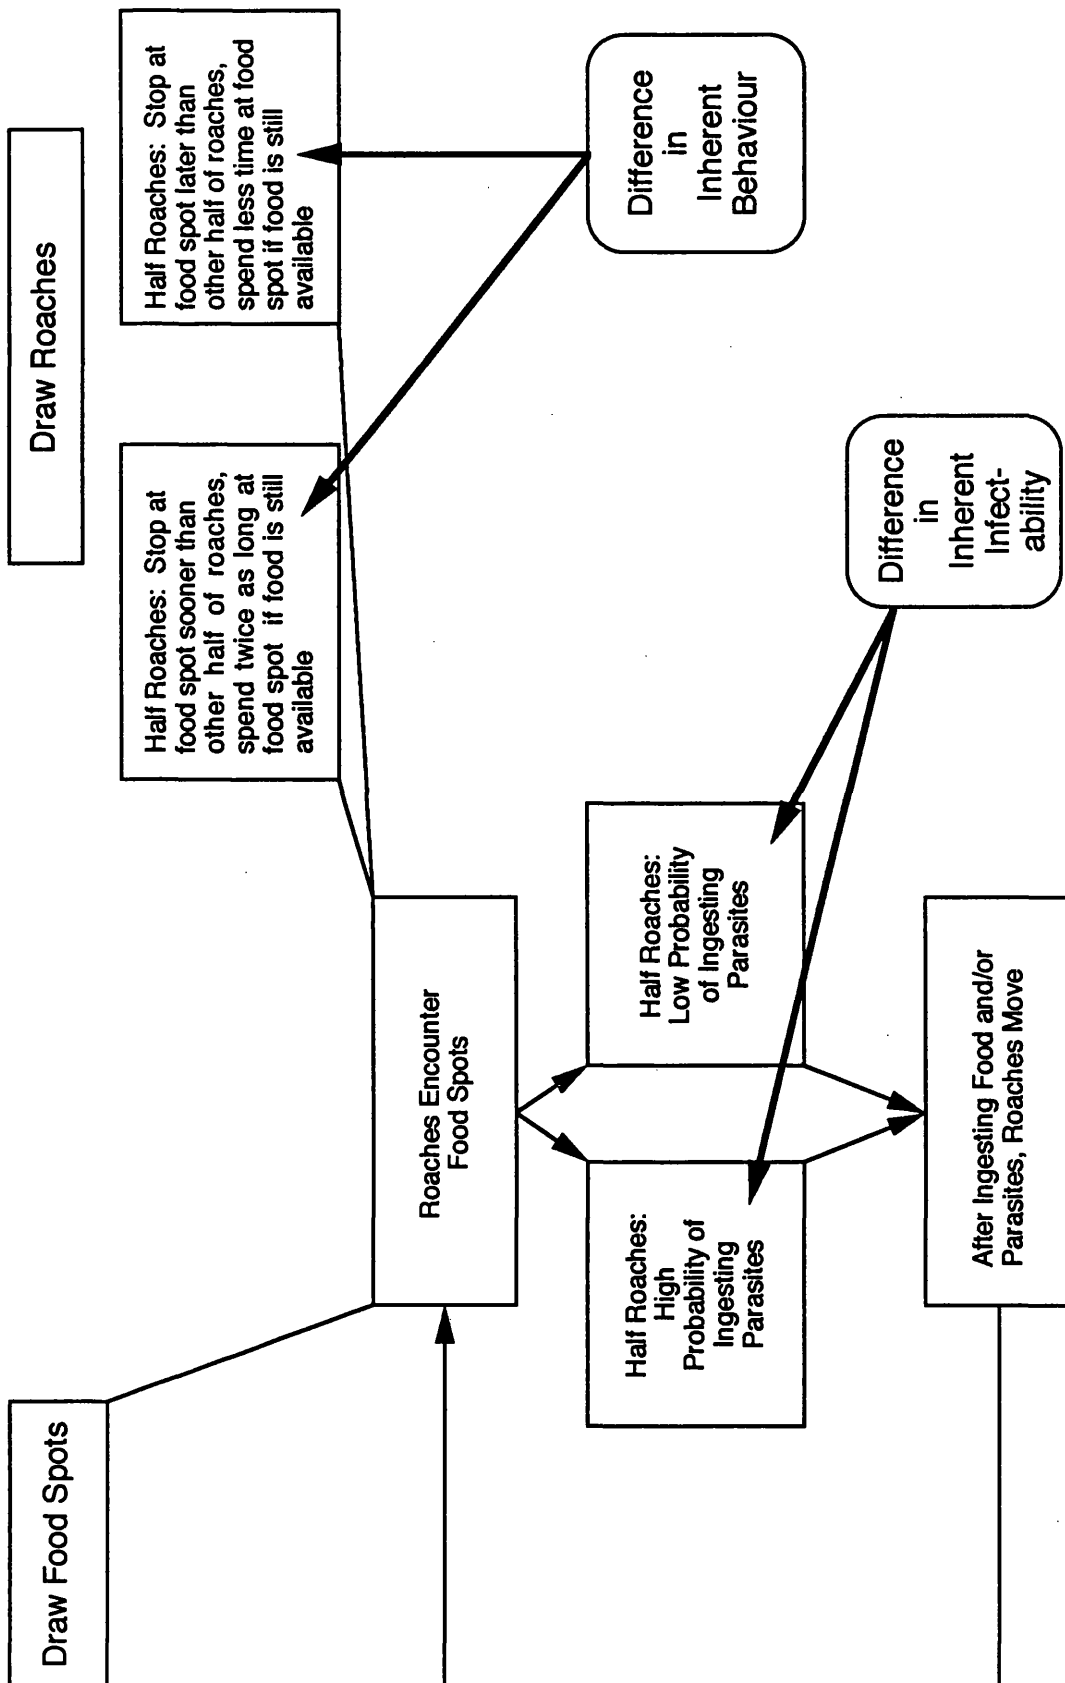 Draw Food Spots
Draw Roaches
Half Roaches: Stop at
food spot sooner than
other half of roaches,
spend twice as long at
food spot if food is still
available
Half Roaches: Stop at
food spot later than
other half of roaches,
spend less time at food
spot if food is still
available
Roaches Encounter
Food Spots
Half Roaches:
High
Probability of
Ingesting
Parasites
Half Roaches:
Low Probability
of Ingesting
Parasites
Difference
in
Inherent
Behaviour
Difference
in
Inherent
Infect-
ability
After Ingesting Food and/or
Parasites, Roaches Move